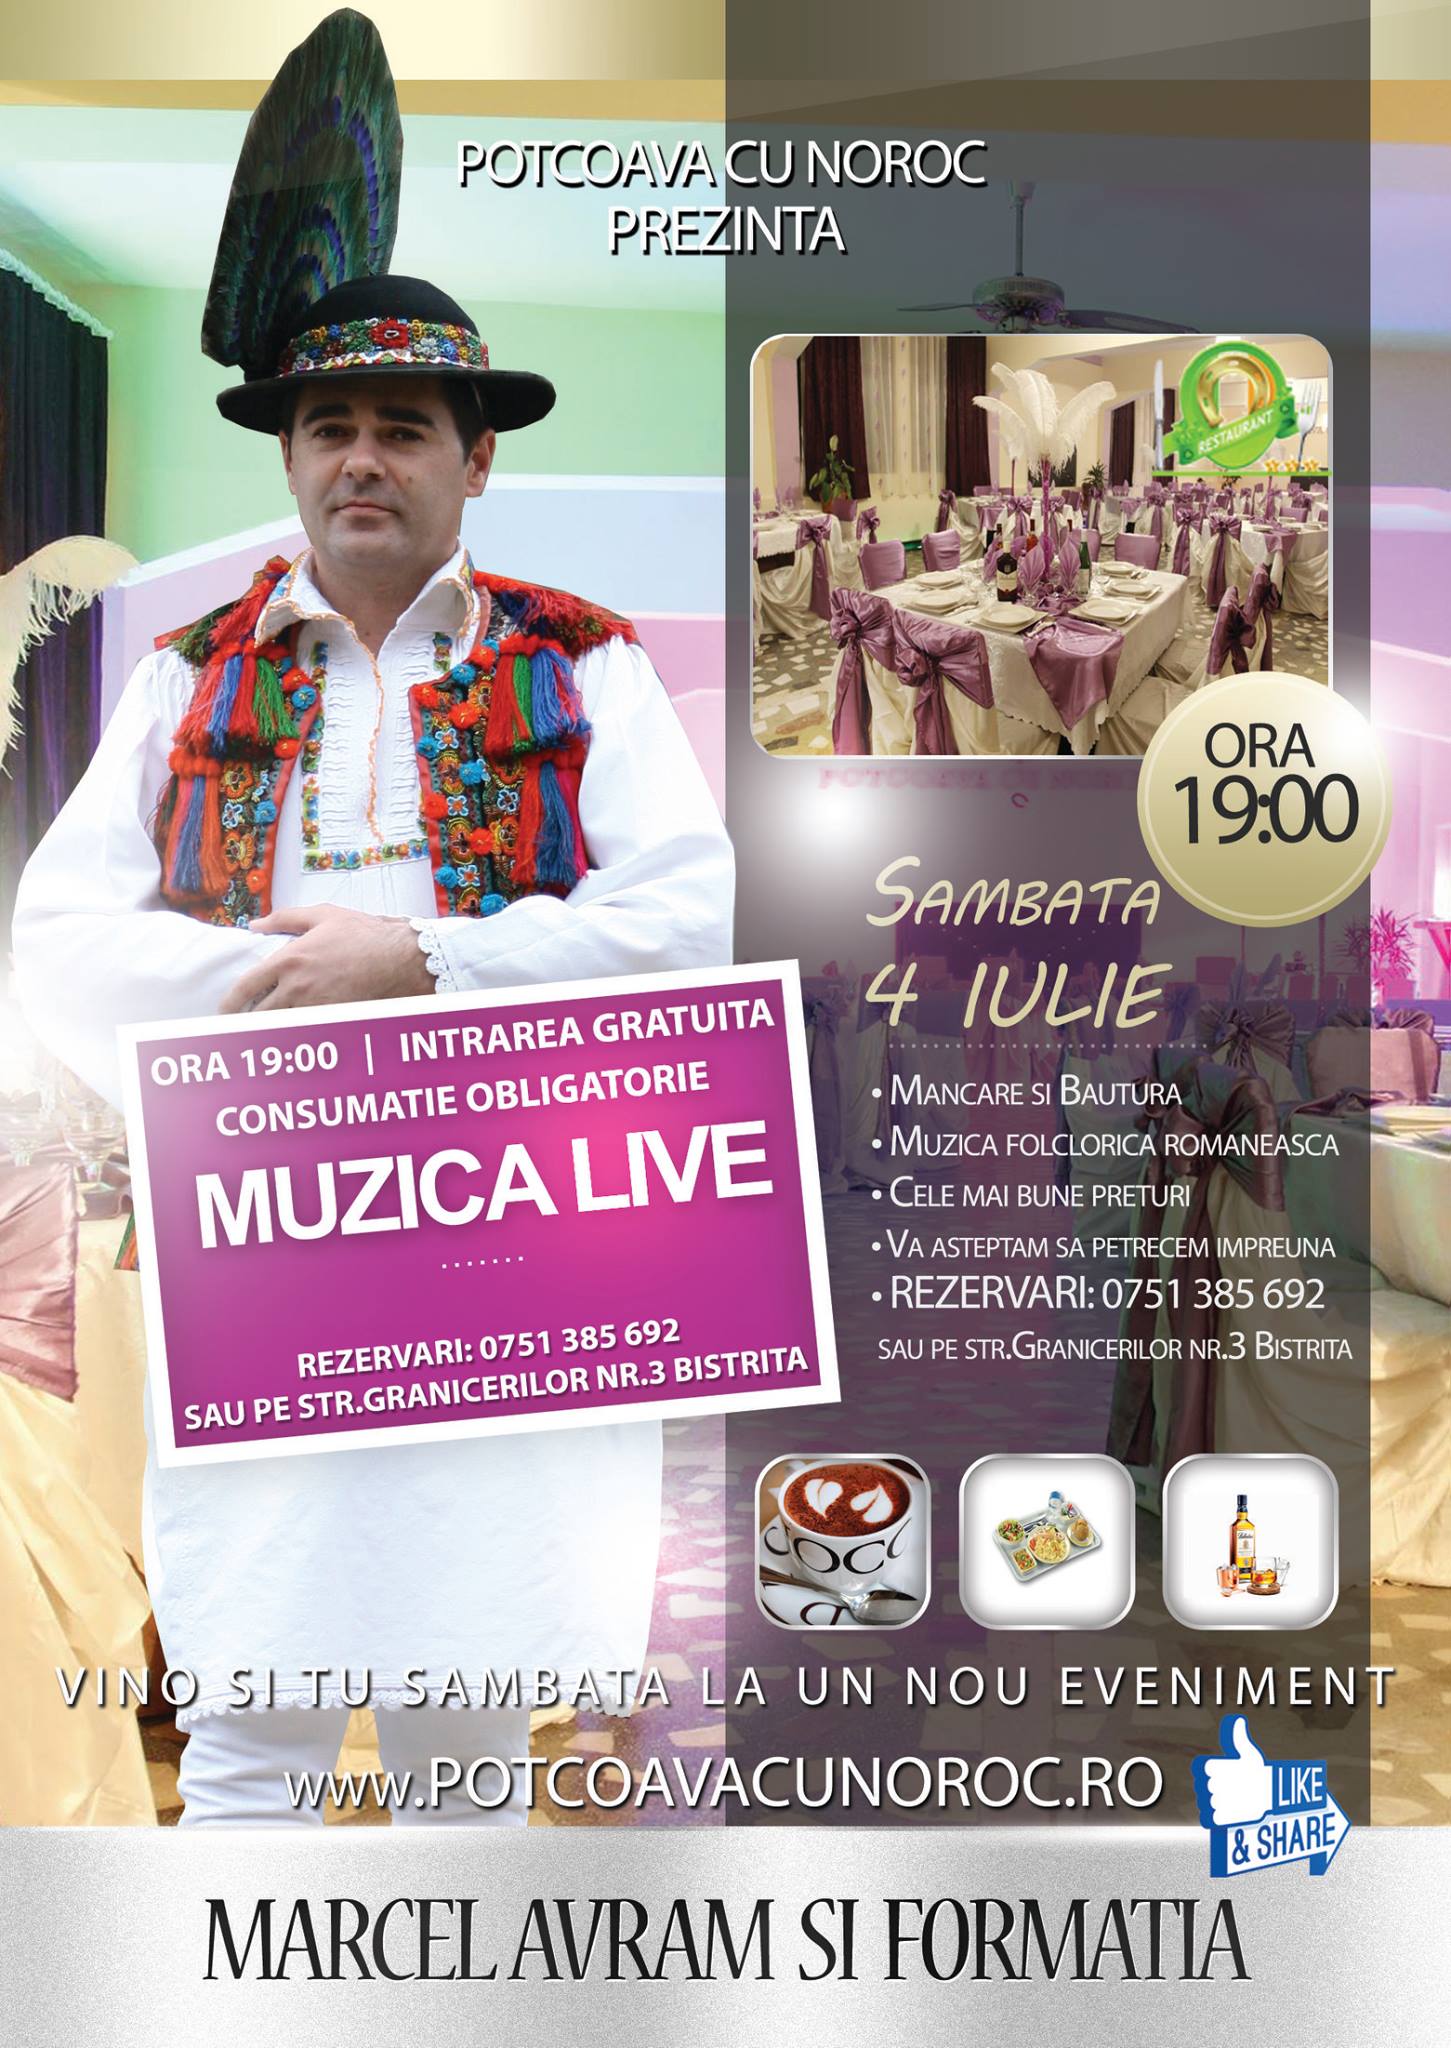 POTCOAVA CU NOROC
PREZINTA
RESTAURANT
ORA
19:00
SAMBATA
4 IULIE
ORA 19:00 | INTRAREA GRATUITA
CONSUMATIE OBLIGATORIE
MUZICA LIVE
.......
REZERVARI: 0751 385 692
SAU PE STR.GRANICERILOR NR.3 BISTRITA
• MANCARE SI BAUTURA
• MUZICA FOLCLORICA ROMANEASCA
• CELE MAI BUNE PRETURI
• VA ASTEPTAM SA PETRECEM IMPREUNA
• REZERVARI: 0751 385 692
SAU PE STR.GRANICERILOR NR.3 BISTRITA
VINO SI TU SAMBATA LA UN NOU EVENIMENT
WWW.POTCOAVACUNOROC.RO
LIKE
& SHARE
MARCEL AVRAM SI FORMATIA